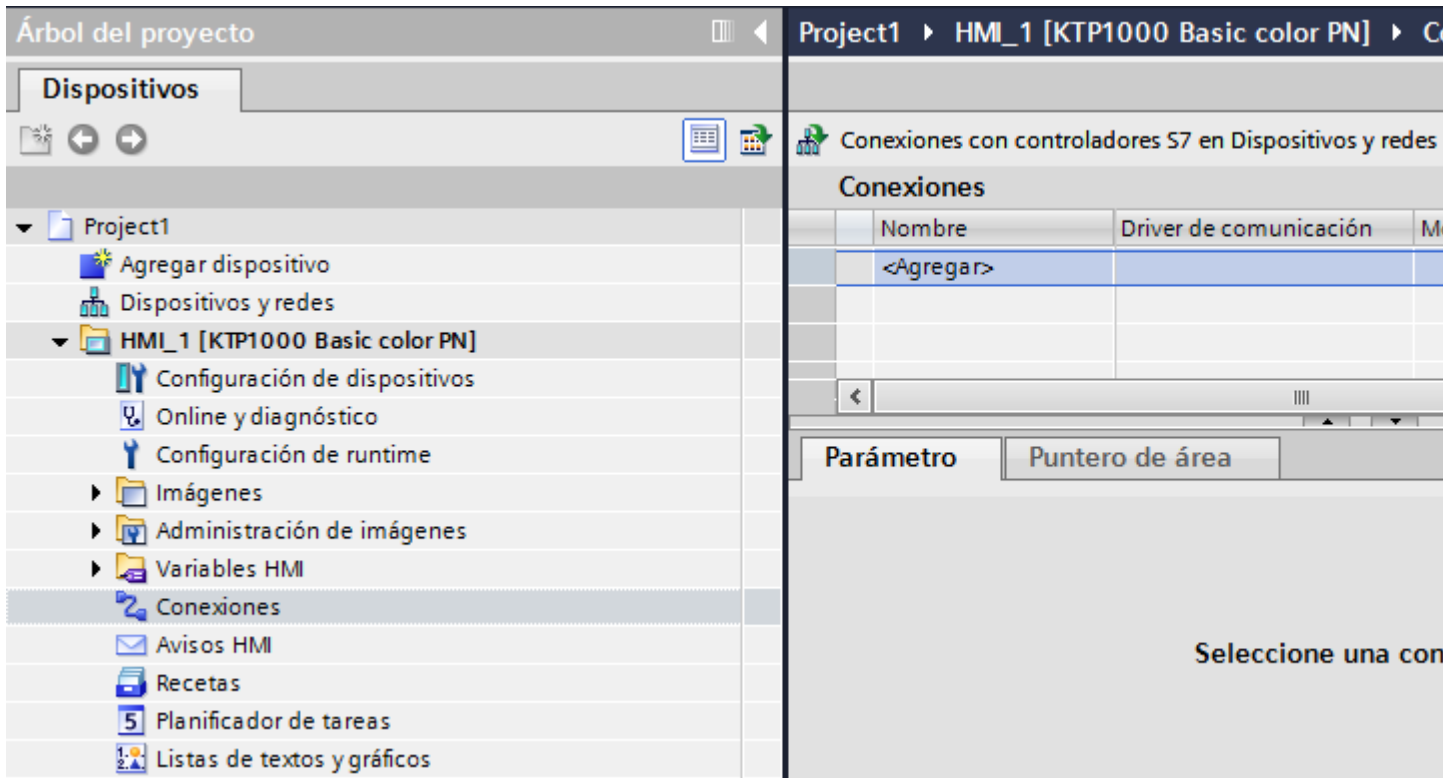 Árbol del proyecto
Dispositivos
Project1
Agregar dispositivo
Dispositivos y redes
HMI_1 [KTP1000 Basic color PN]
Configuración de dispositivos
Online y diagnóstico
Configuración de runtime
Imágenes
Administración de imágenes
Variables HMI
Conexiones
Avisos HMI
Recetas
Planificador de tareas
Listas de textos y gráficos
Project1 HMI_1 [KTP1000 Basic color PN]
Conexiones con controladores S7 en Dispositivos y redes
Conexiones
Nombre Driver de comunicación
<Agregar>
Parámetro Puntero de área
Seleccione una